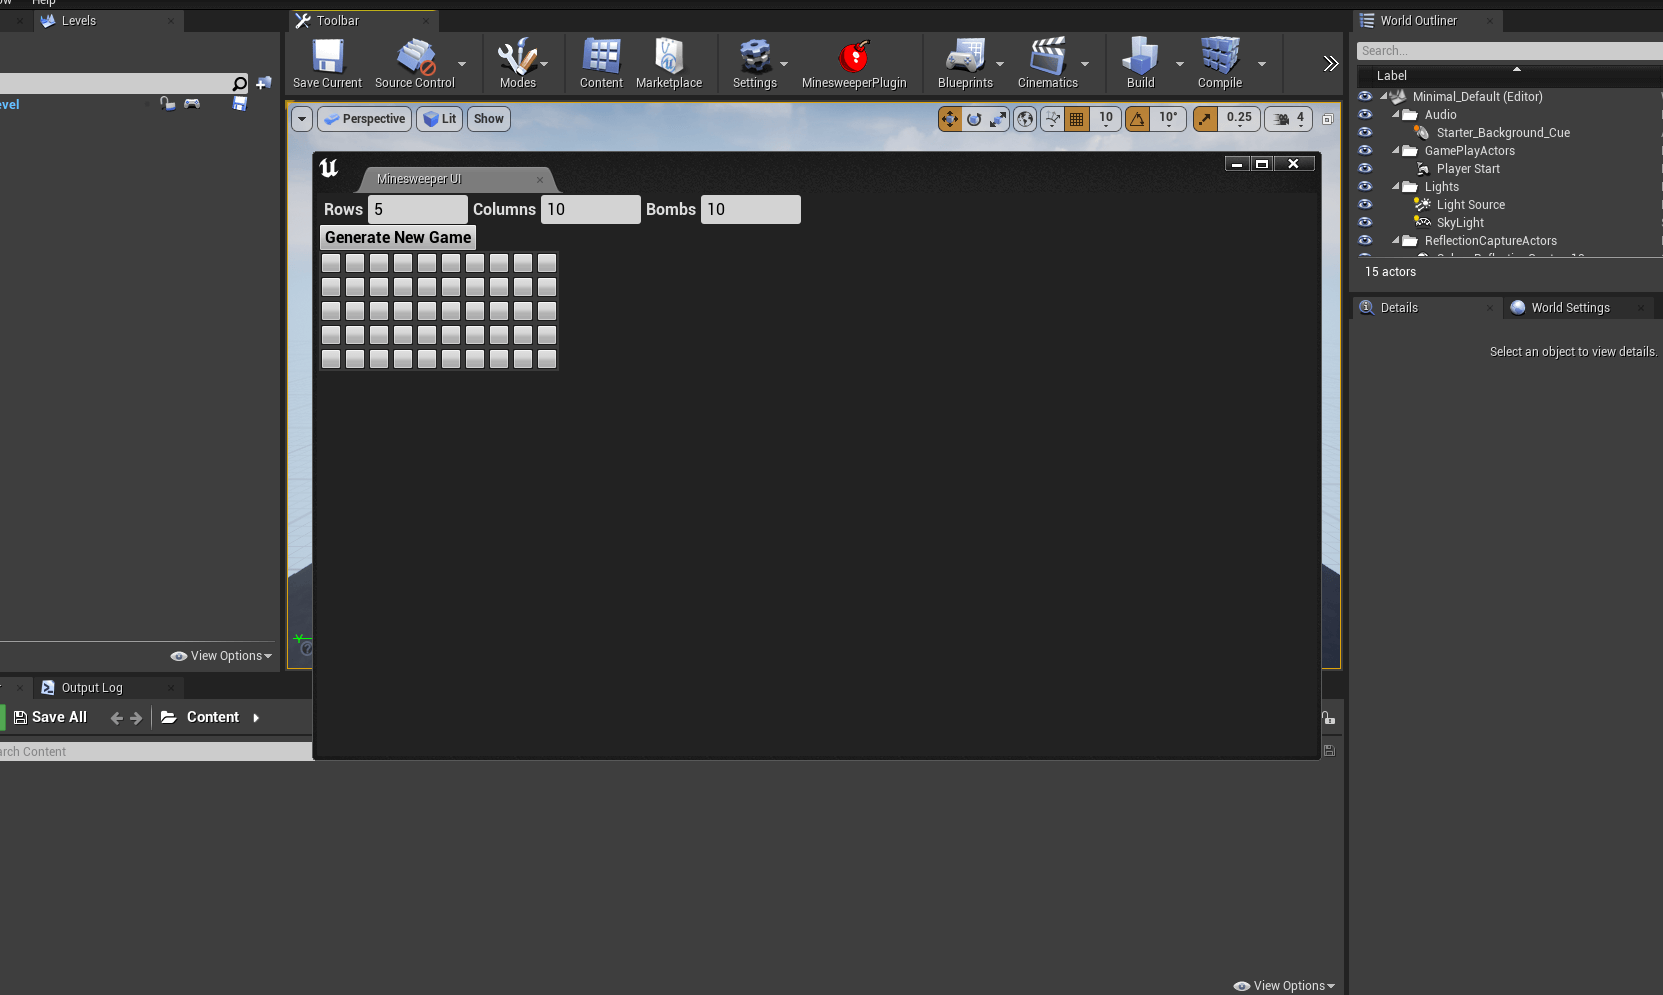 Help
Levels
Toolbar
World Outliner
Save Current
Source Control
Modes
Content
Marketplace
Settings
MinesweeperPlugin
Blueprints
Cinematics
Build
Compile
Search...
Label
Minimal_Default (Editor)
Audio
Starter_Background_Cue
GamePlayActors
Player Start
Lights
Light Source
SkyLight
ReflectionCaptureActors
15 actors
Details
World Settings
Select an object to view details.
Perspective
Lit
Show
10
10°
0.25
4
Minesweeper UI
Rows 5 Columns 10 Bombs 10
Generate New Game
View Options
Output Log
Save All
Content
View Options